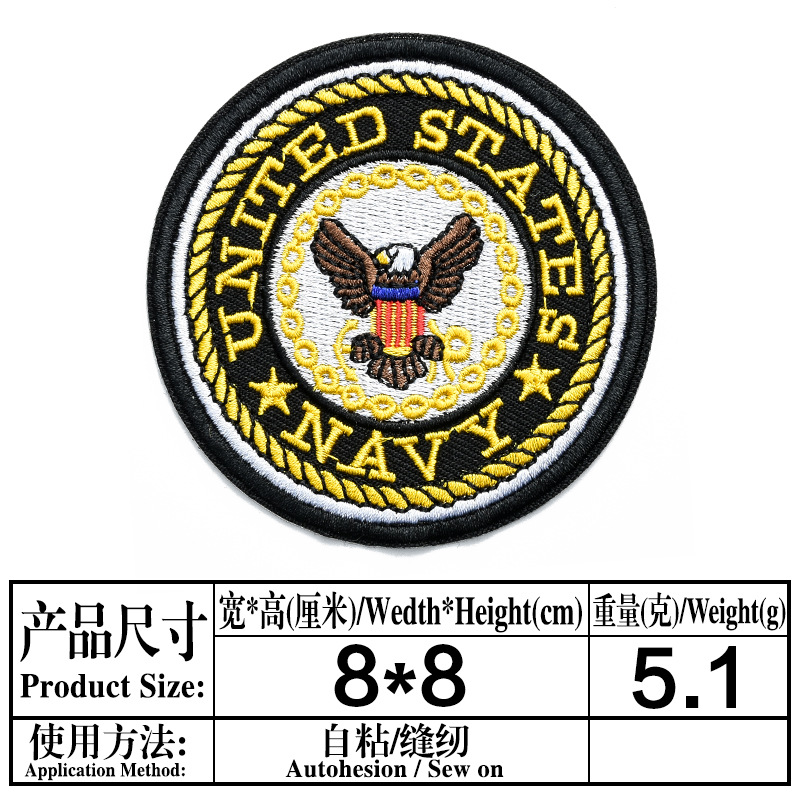 UNITED STATES
NAVY
产品尺寸
Product Size:
宽*高(厘米)/Wedth*Height(cm)
重量(克)/Weight(g)
8*8
5.1
使用方法:
Application Method:
自粘/缝纫
Autohesion / Sew on